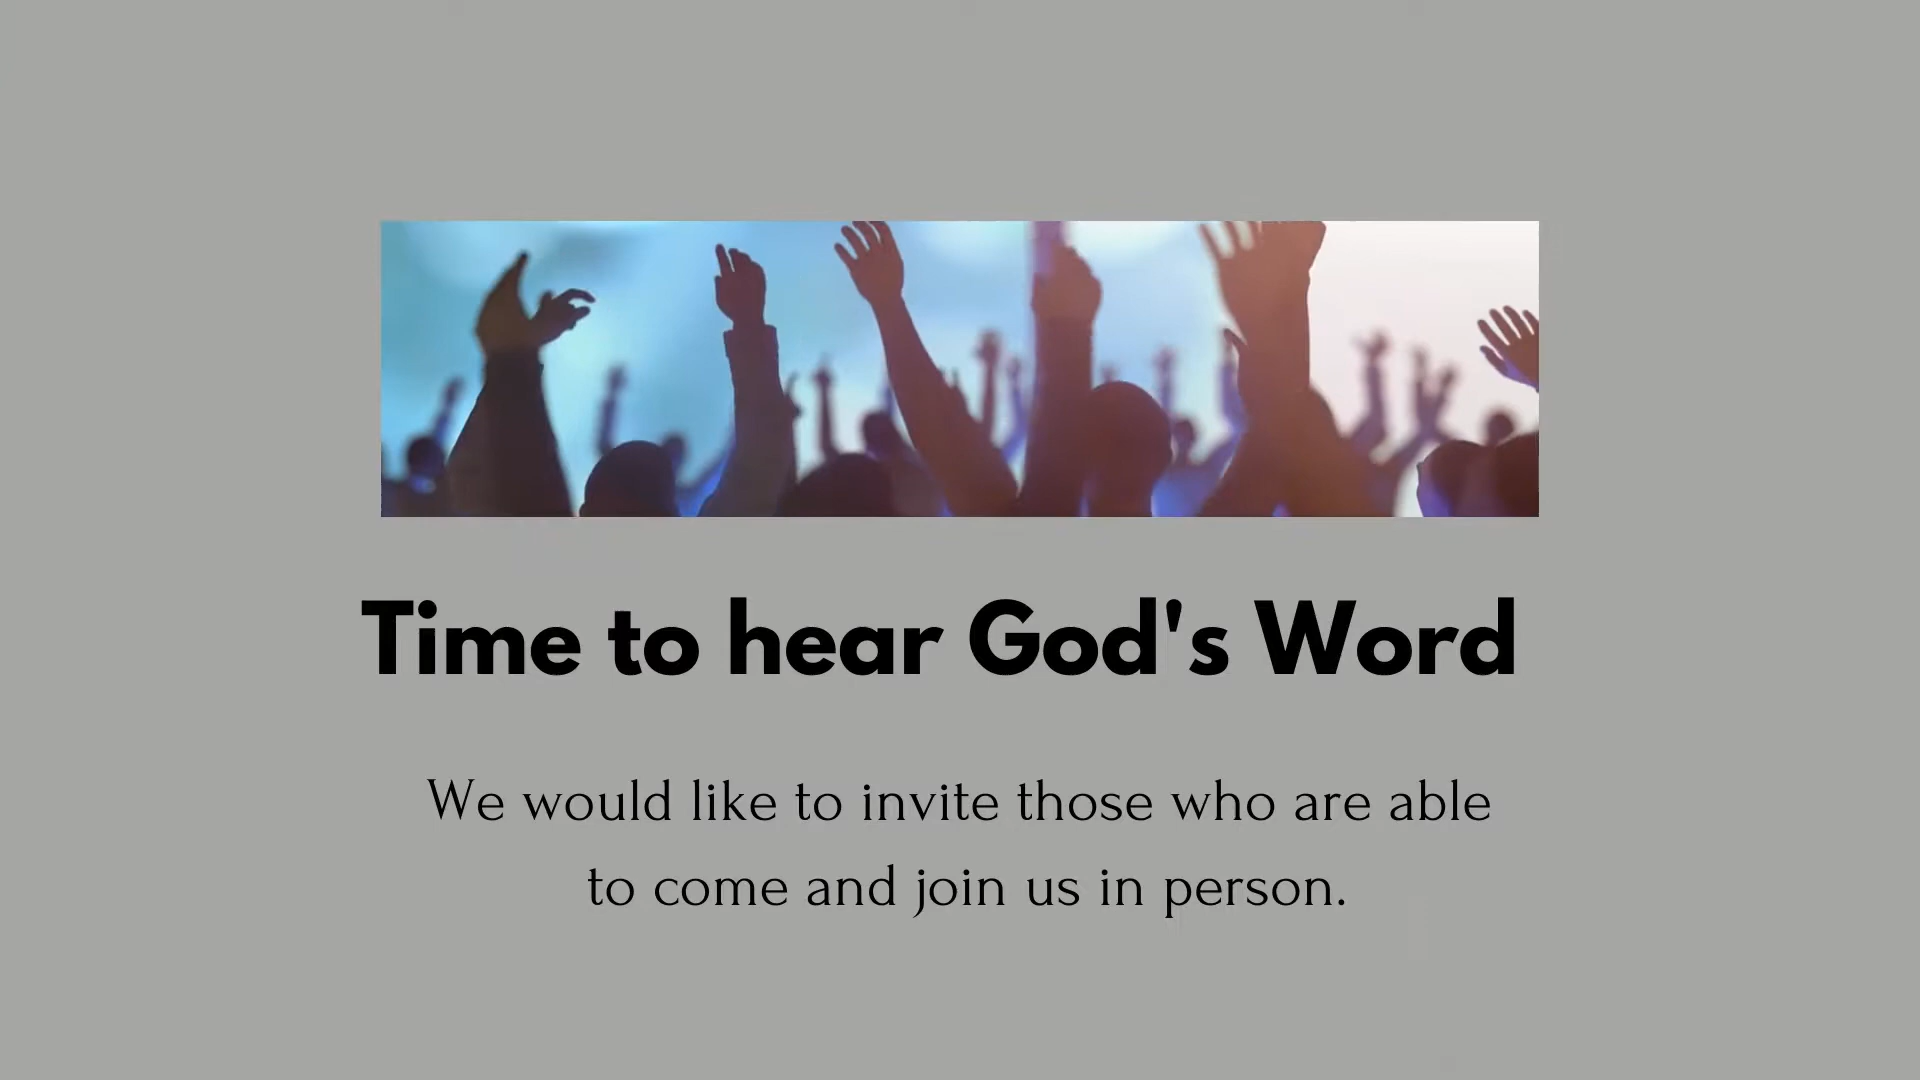 Time to hear God's Word
We would like to invite those who are able
to come and join us in person.